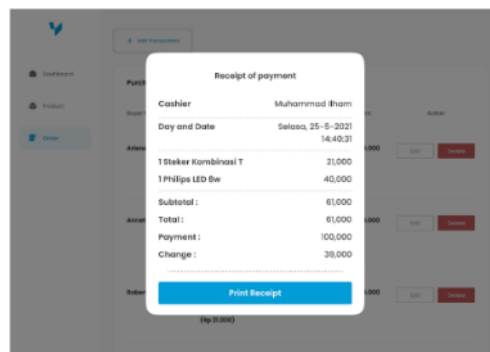 + Add Transactions
Dashboard
Product
Order
Receipt of payment
Cashier Muhammad Ilham
Day and Date Selasa, 25-5-2021
14:40:31
1 Steker Kombinasi T 21,000
1 Philips LED 8w 40,000
Subtotal : 61,000
Total : 61,000
Payment : 100,000
Change : 39,000
Print Receipt
(Rp 21.000)
Action
Edit Delete
Edit Delete
Edit Delete